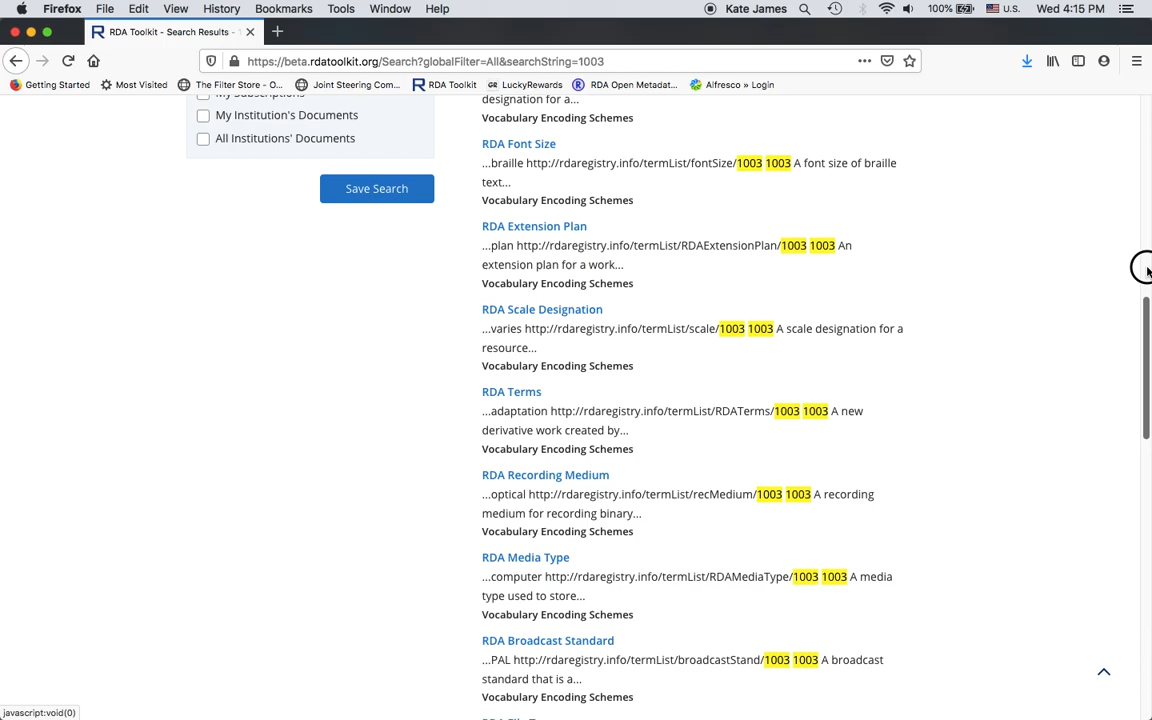 Firefox File Edit View History Bookmarks Tools Window Help Kate James 100% U.S. Wed 4:15 PM
RDA Toolkit - Search Results -
https://beta.rdatoolkit.org/Search?globalFilter=All&searchString=1003
Getting Started Most Visited The Filter Store - O... Joint Steering Com... RDA Toolkit GR LuckyRewards RDA Open Metadat... Alfresco » Login
My Subscriptions
My Institution's Documents
All Institutions' Documents
Save Search
designation for a...
Vocabulary Encoding Schemes
RDA Font Size
...braille http://rdaregistry.info/termList/fontSize/1003 1003 A font size of braille
text...
Vocabulary Encoding Schemes
RDA Extension Plan
...plan http://rdaregistry.info/termList/RDAExtensionPlan/1003 1003 An
extension plan for a work...
Vocabulary Encoding Schemes
RDA Scale Designation
...varies http://rdaregistry.info/termList/scale/1003 1003 A scale designation for a
resource...
Vocabulary Encoding Schemes
RDA Terms
...adaptation http://rdaregistry.info/termList/RDATerms/1003 1003 A new
derivative work created by...
Vocabulary Encoding Schemes
RDA Recording Medium
...optical http://rdaregistry.info/termList/recMedium/1003 1003 A recording
medium for recording binary...
Vocabulary Encoding Schemes
RDA Media Type
...computer http://rdaregistry.info/termList/RDAMediaType/1003 1003 A media
type used to store...
Vocabulary Encoding Schemes
RDA Broadcast Standard
...PAL http://rdaregistry.info/termList/broadcastStand/1003 1003 A broadcast
standard that is a...
Vocabulary Encoding Schemes
javascript:void(0)